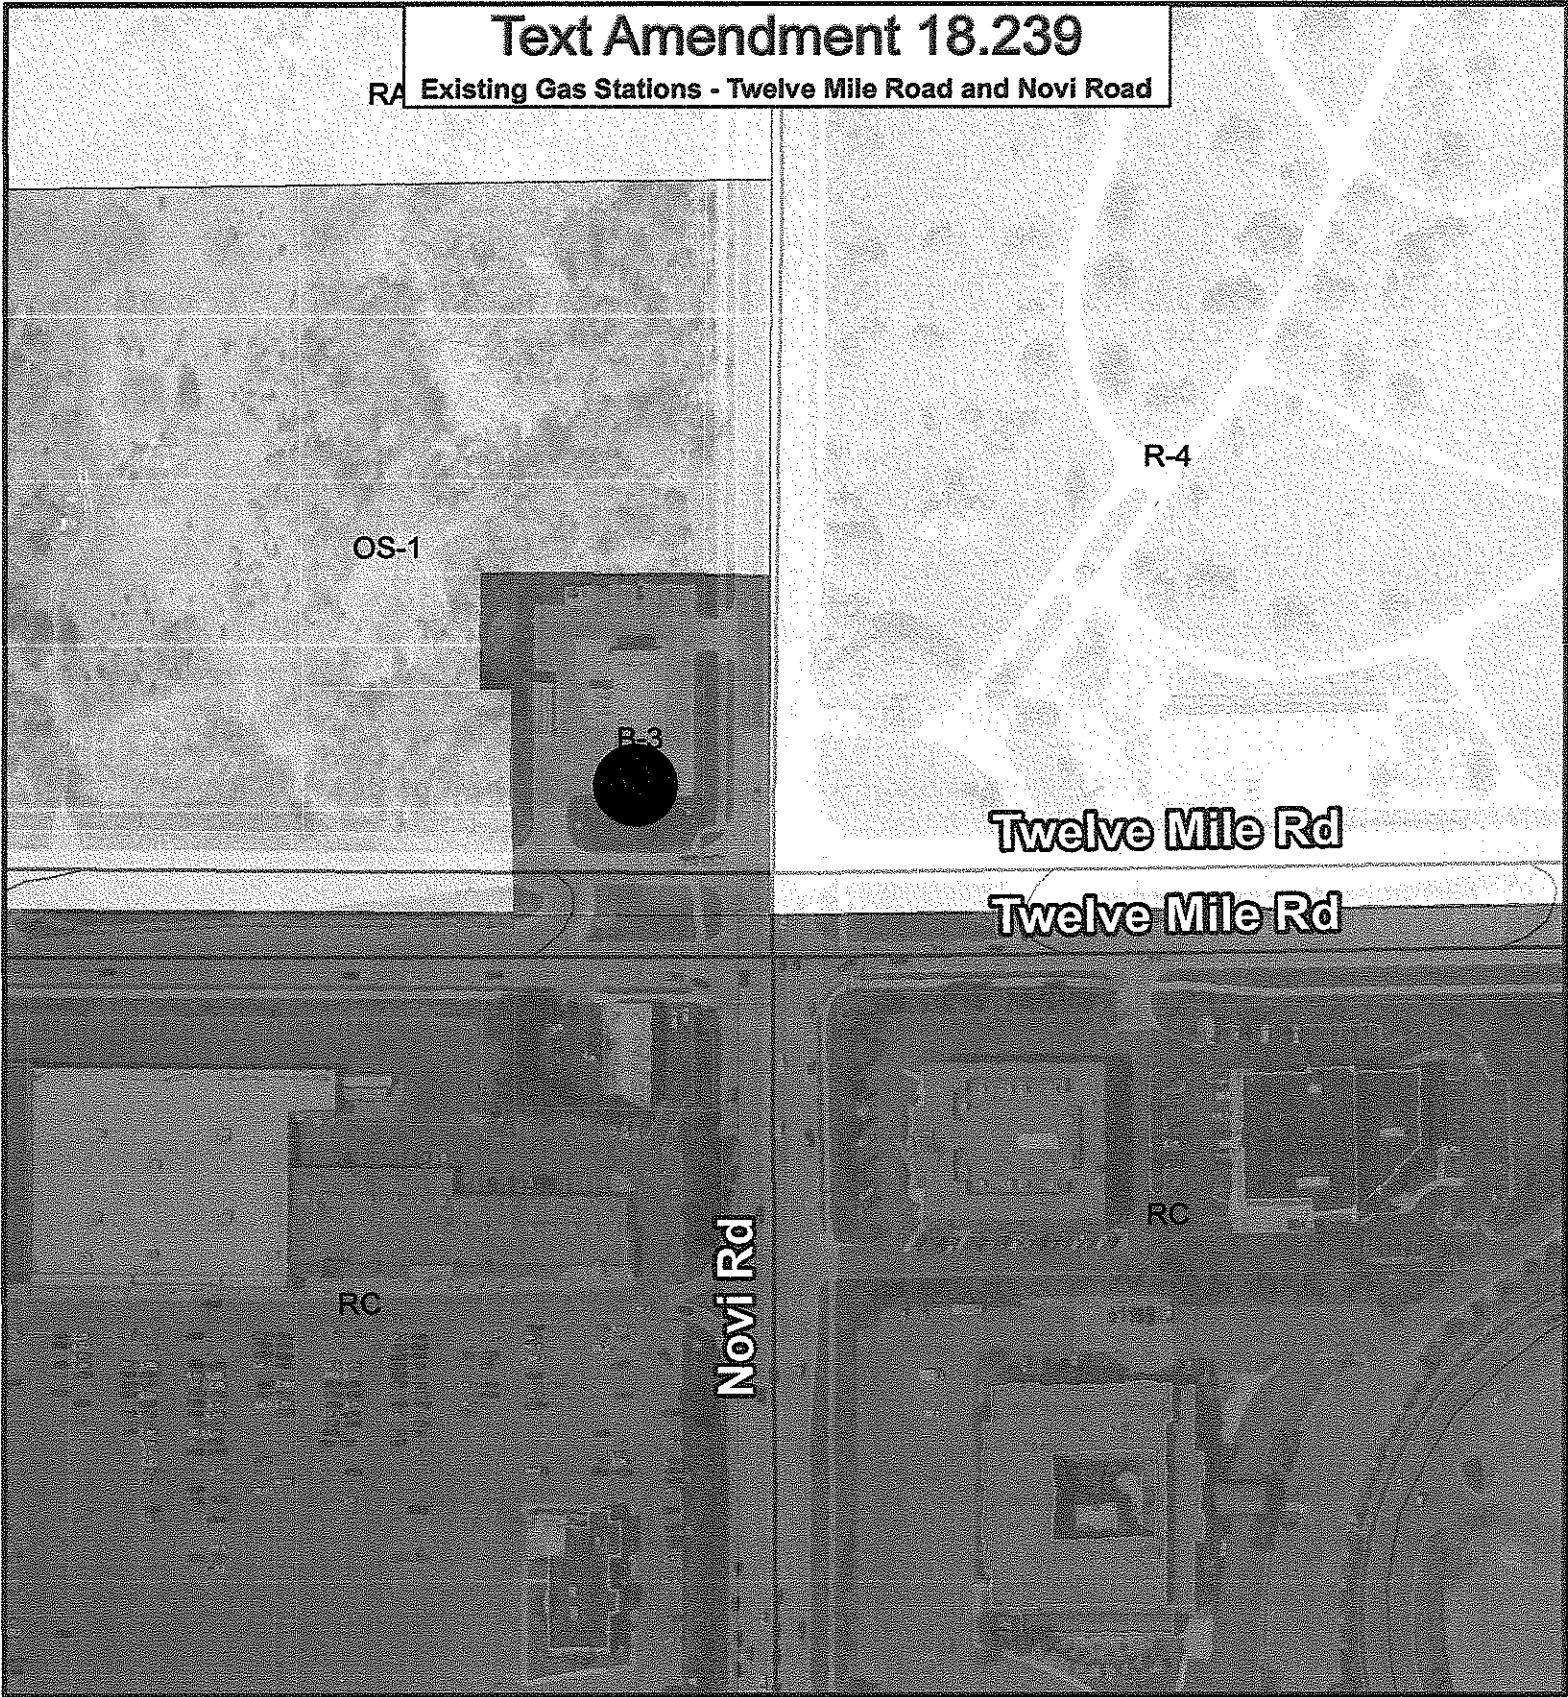 Text Amendment 18.239
RA
Existing Gas Stations - Twelve Mile Road and Novi Road
R-4
OS-1
B-3
Twelve Mile Rd
Twelve Mile Rd
RC
Novi Rd
RC